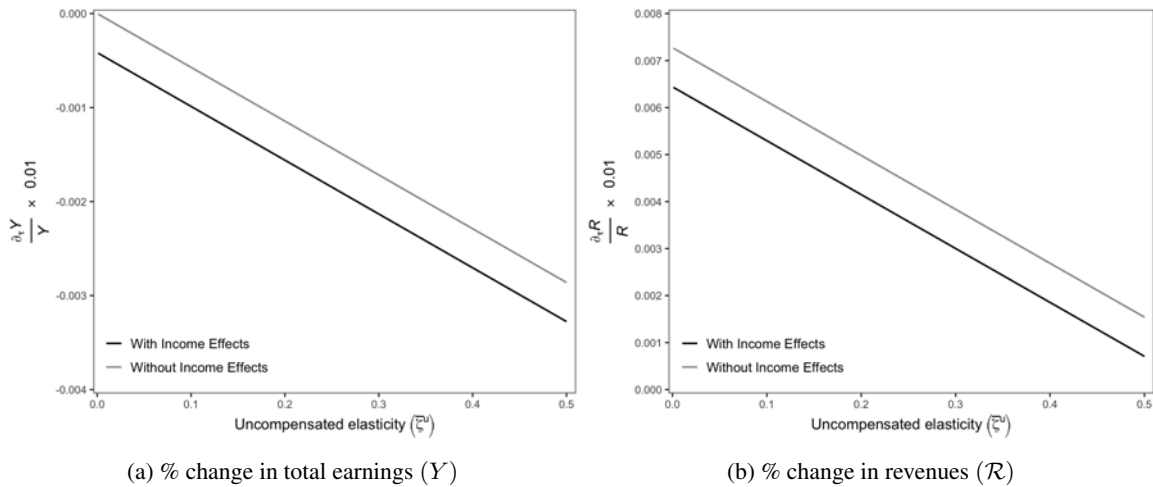 0.000
-0.001
-0.002
-0.003
-0.004
∂τY / Y × 0.01
0.0 0.1 0.2 0.3 0.4 0.5
Uncompensated elasticity (ζ̅ᵘ)
With Income Effects
Without Income Effects
(a) % change in total earnings (Y)
0.008
0.007
0.006
0.005
0.004
0.003
0.002
0.001
0.000
∂τR / R × 0.01
0.0 0.1 0.2 0.3 0.4 0.5
Uncompensated elasticity (ζ̅ᵘ)
With Income Effects
Without Income Effects
(b) % change in revenues (ℛ)